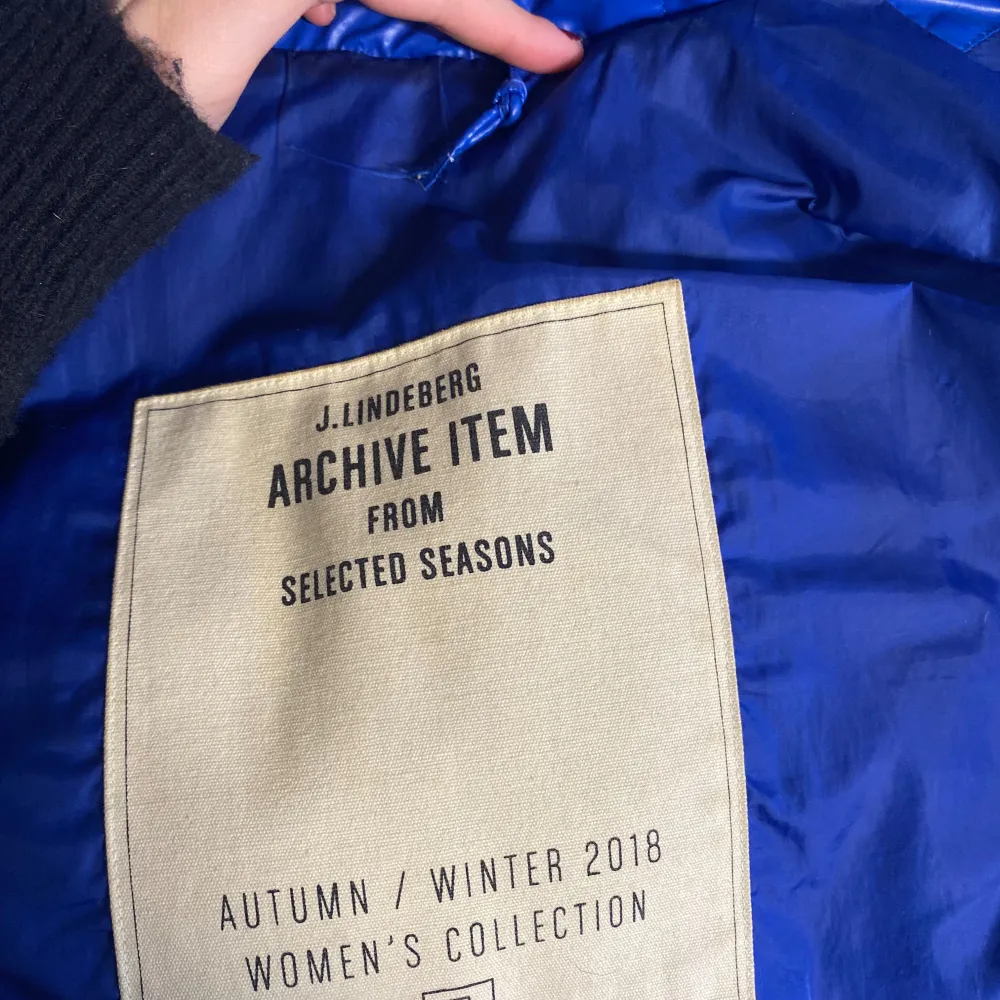 J.LINDEBERG
ARCHIVE ITEM
FROM
SELECTED SEASONS
AUTUMN / WINTER 2018
WOMEN'S COLLECTION